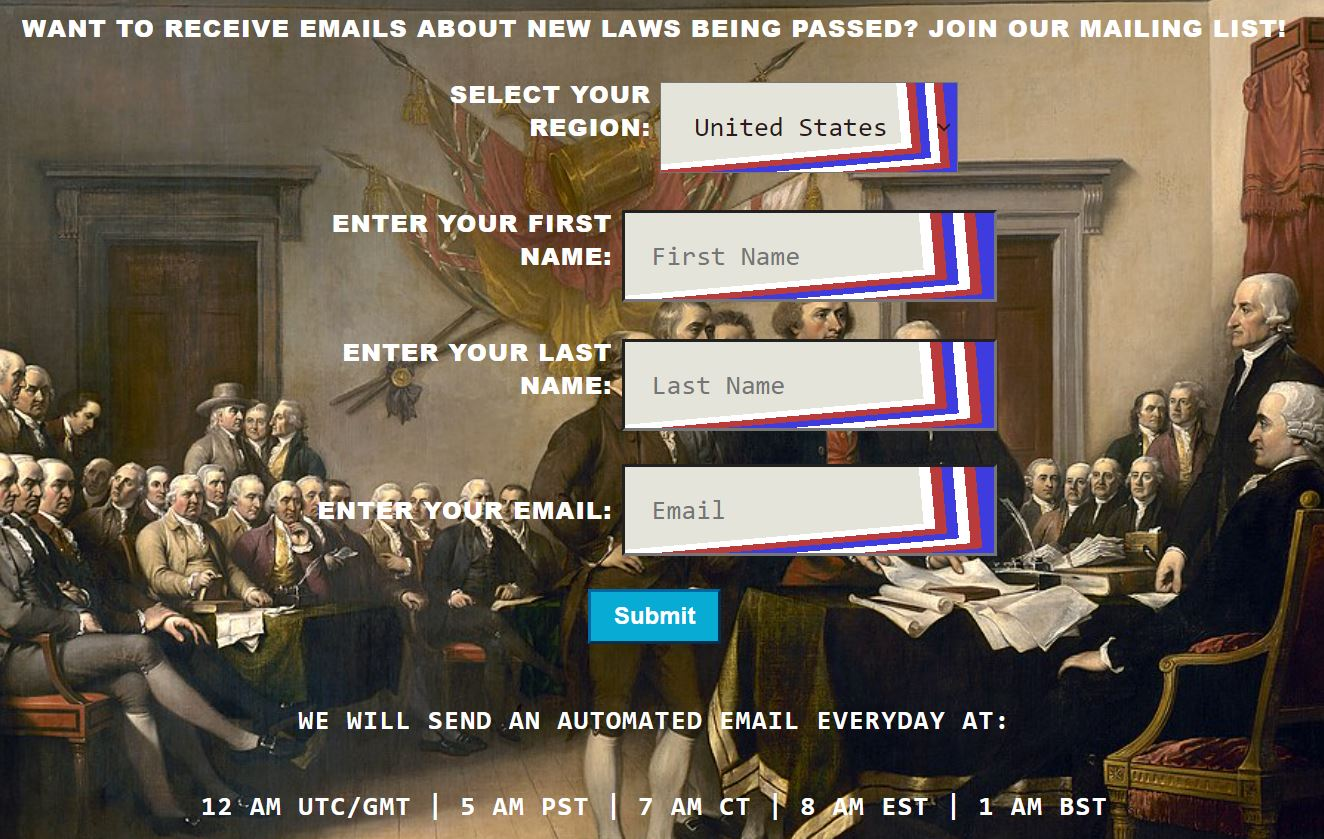 WANT TO RECEIVE EMAILS ABOUT NEW LAWS BEING PASSED? JOIN OUR MAILING LIST!
SELECT YOUR
REGION:
United States
ENTER YOUR FIRST
NAME:
First Name
ENTER YOUR LAST
NAME:
Last Name
ENTER YOUR EMAIL:
Email
Submit
WE WILL SEND AN AUTOMATED EMAIL EVERYDAY AT:
12 AM UTC/GMT | 5 AM PST | 7 AM CT | 8 AM EST | 1 AM BST